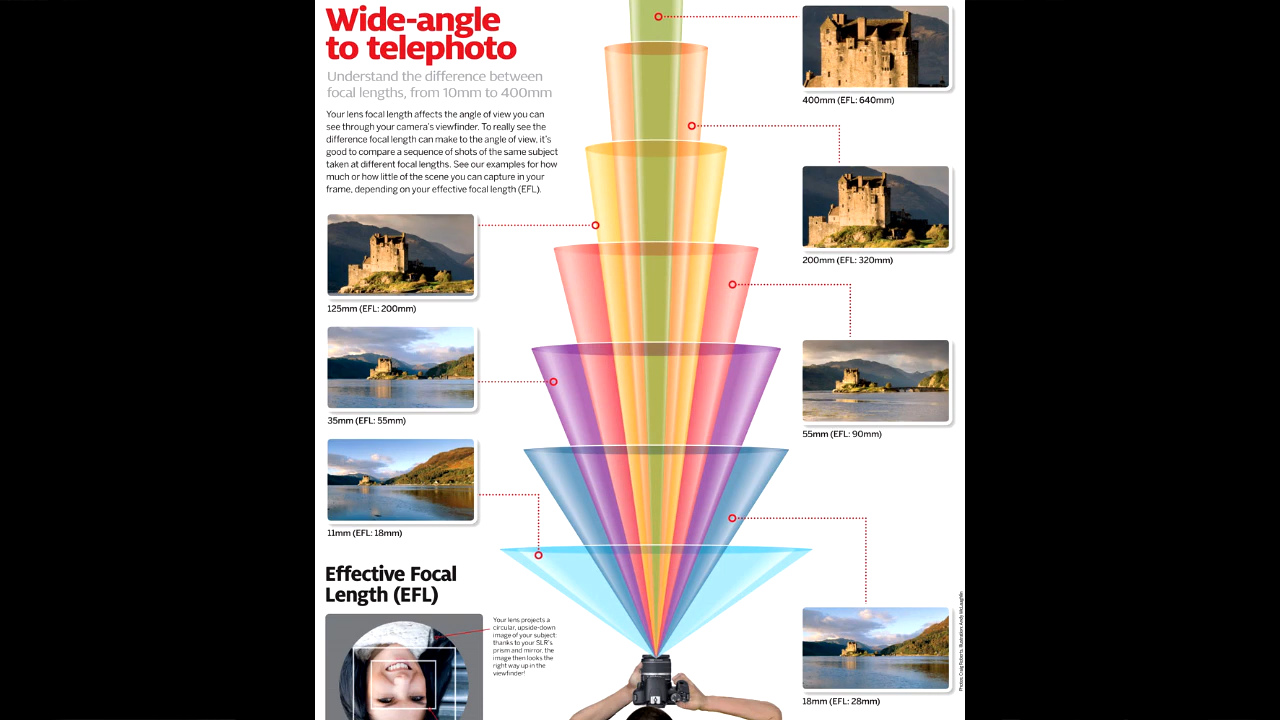 Wide-angle
to telephoto
Understand the difference between
focal lengths, from 10mm to 400mm
Your lens focal length affects the angle of view you can
see through your camera's viewfinder. To really see the
difference focal length can make to the angle of view, it's
good to compare a sequence of shots of the same subject
taken at different focal lengths. See our examples for how
much or how little of the scene you can capture in your
frame, depending on your effective focal length (EFL).
400mm (EFL: 640mm)
200mm (EFL: 320mm)
125mm (EFL: 200mm)
35mm (EFL: 55mm)
55mm (EFL: 90mm)
11mm (EFL: 18mm)
18mm (EFL: 28mm)
Effective Focal
Length (EFL)
Your lens projects a
circular, upside-down
image of your subject;
thanks to your SLR's
prism and mirror, the
image then looks the
right way up in the
viewfinder!
Photos: Craig Roberts, Illustration: Andy McLaughlin